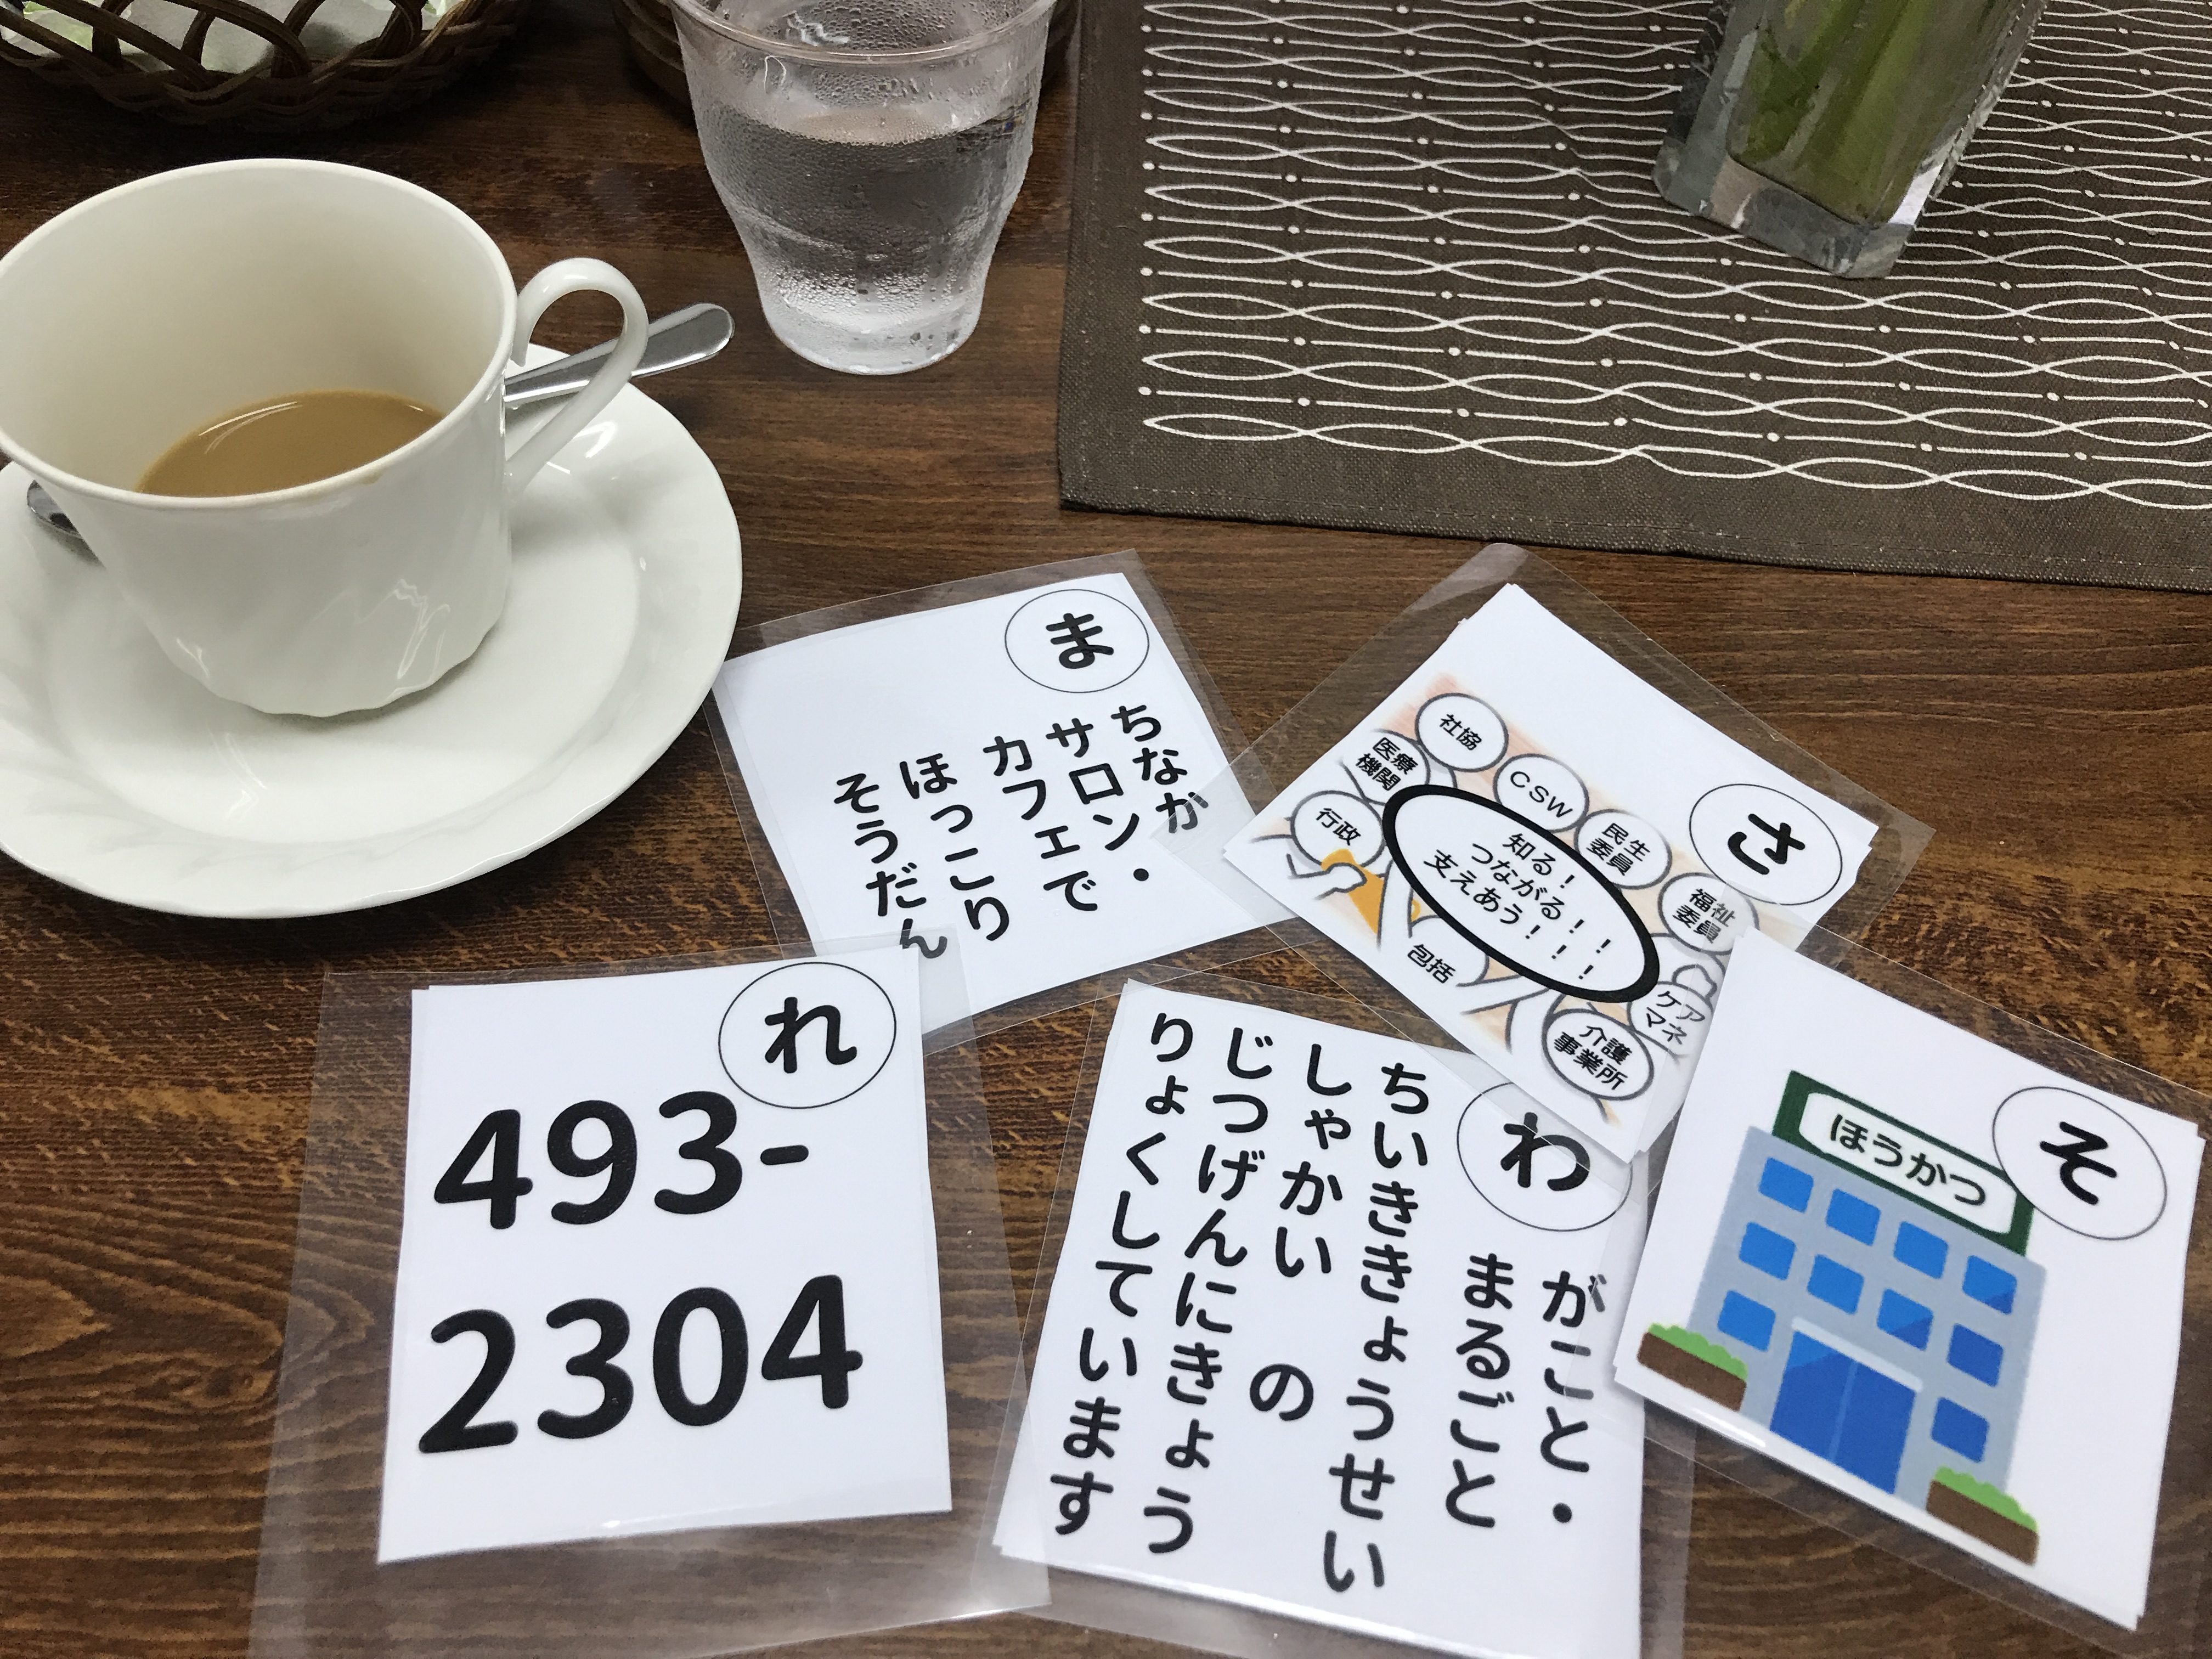 ま
ちなが
サロン・
カフェで
ほっこり
そうだん
さ
社協
医療
機関
CSW
行政
民生
委員
福祉
委員
知る！
つながる！！
支えあう！！！
包括
ケア
マネ
介護
事業所
れ
493-
2304
わ
がこと・
まるごと
ちいききょうせい
しゃかい の
じつげんにきょう
りょくしています
そ
ほうかつ